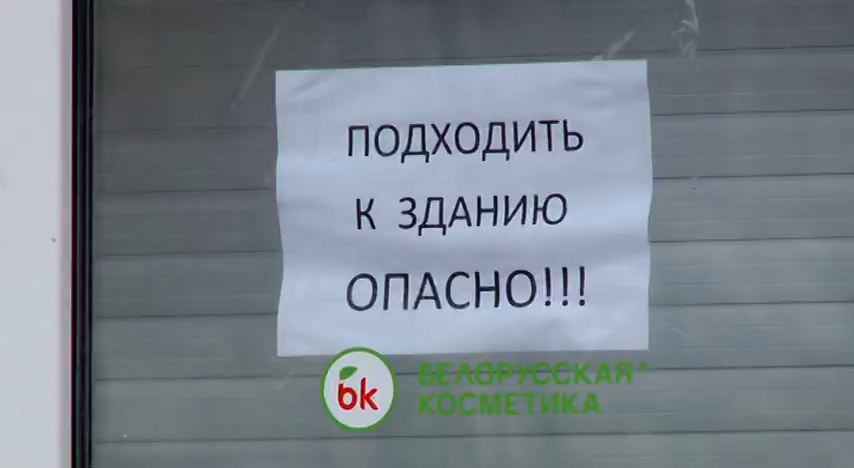 ПОДХОДИТЬ
К ЗДАНИЮ
ОПАСНО!!!
bk
БЕЛОРУССКАЯ*
КОСМЕТИКА